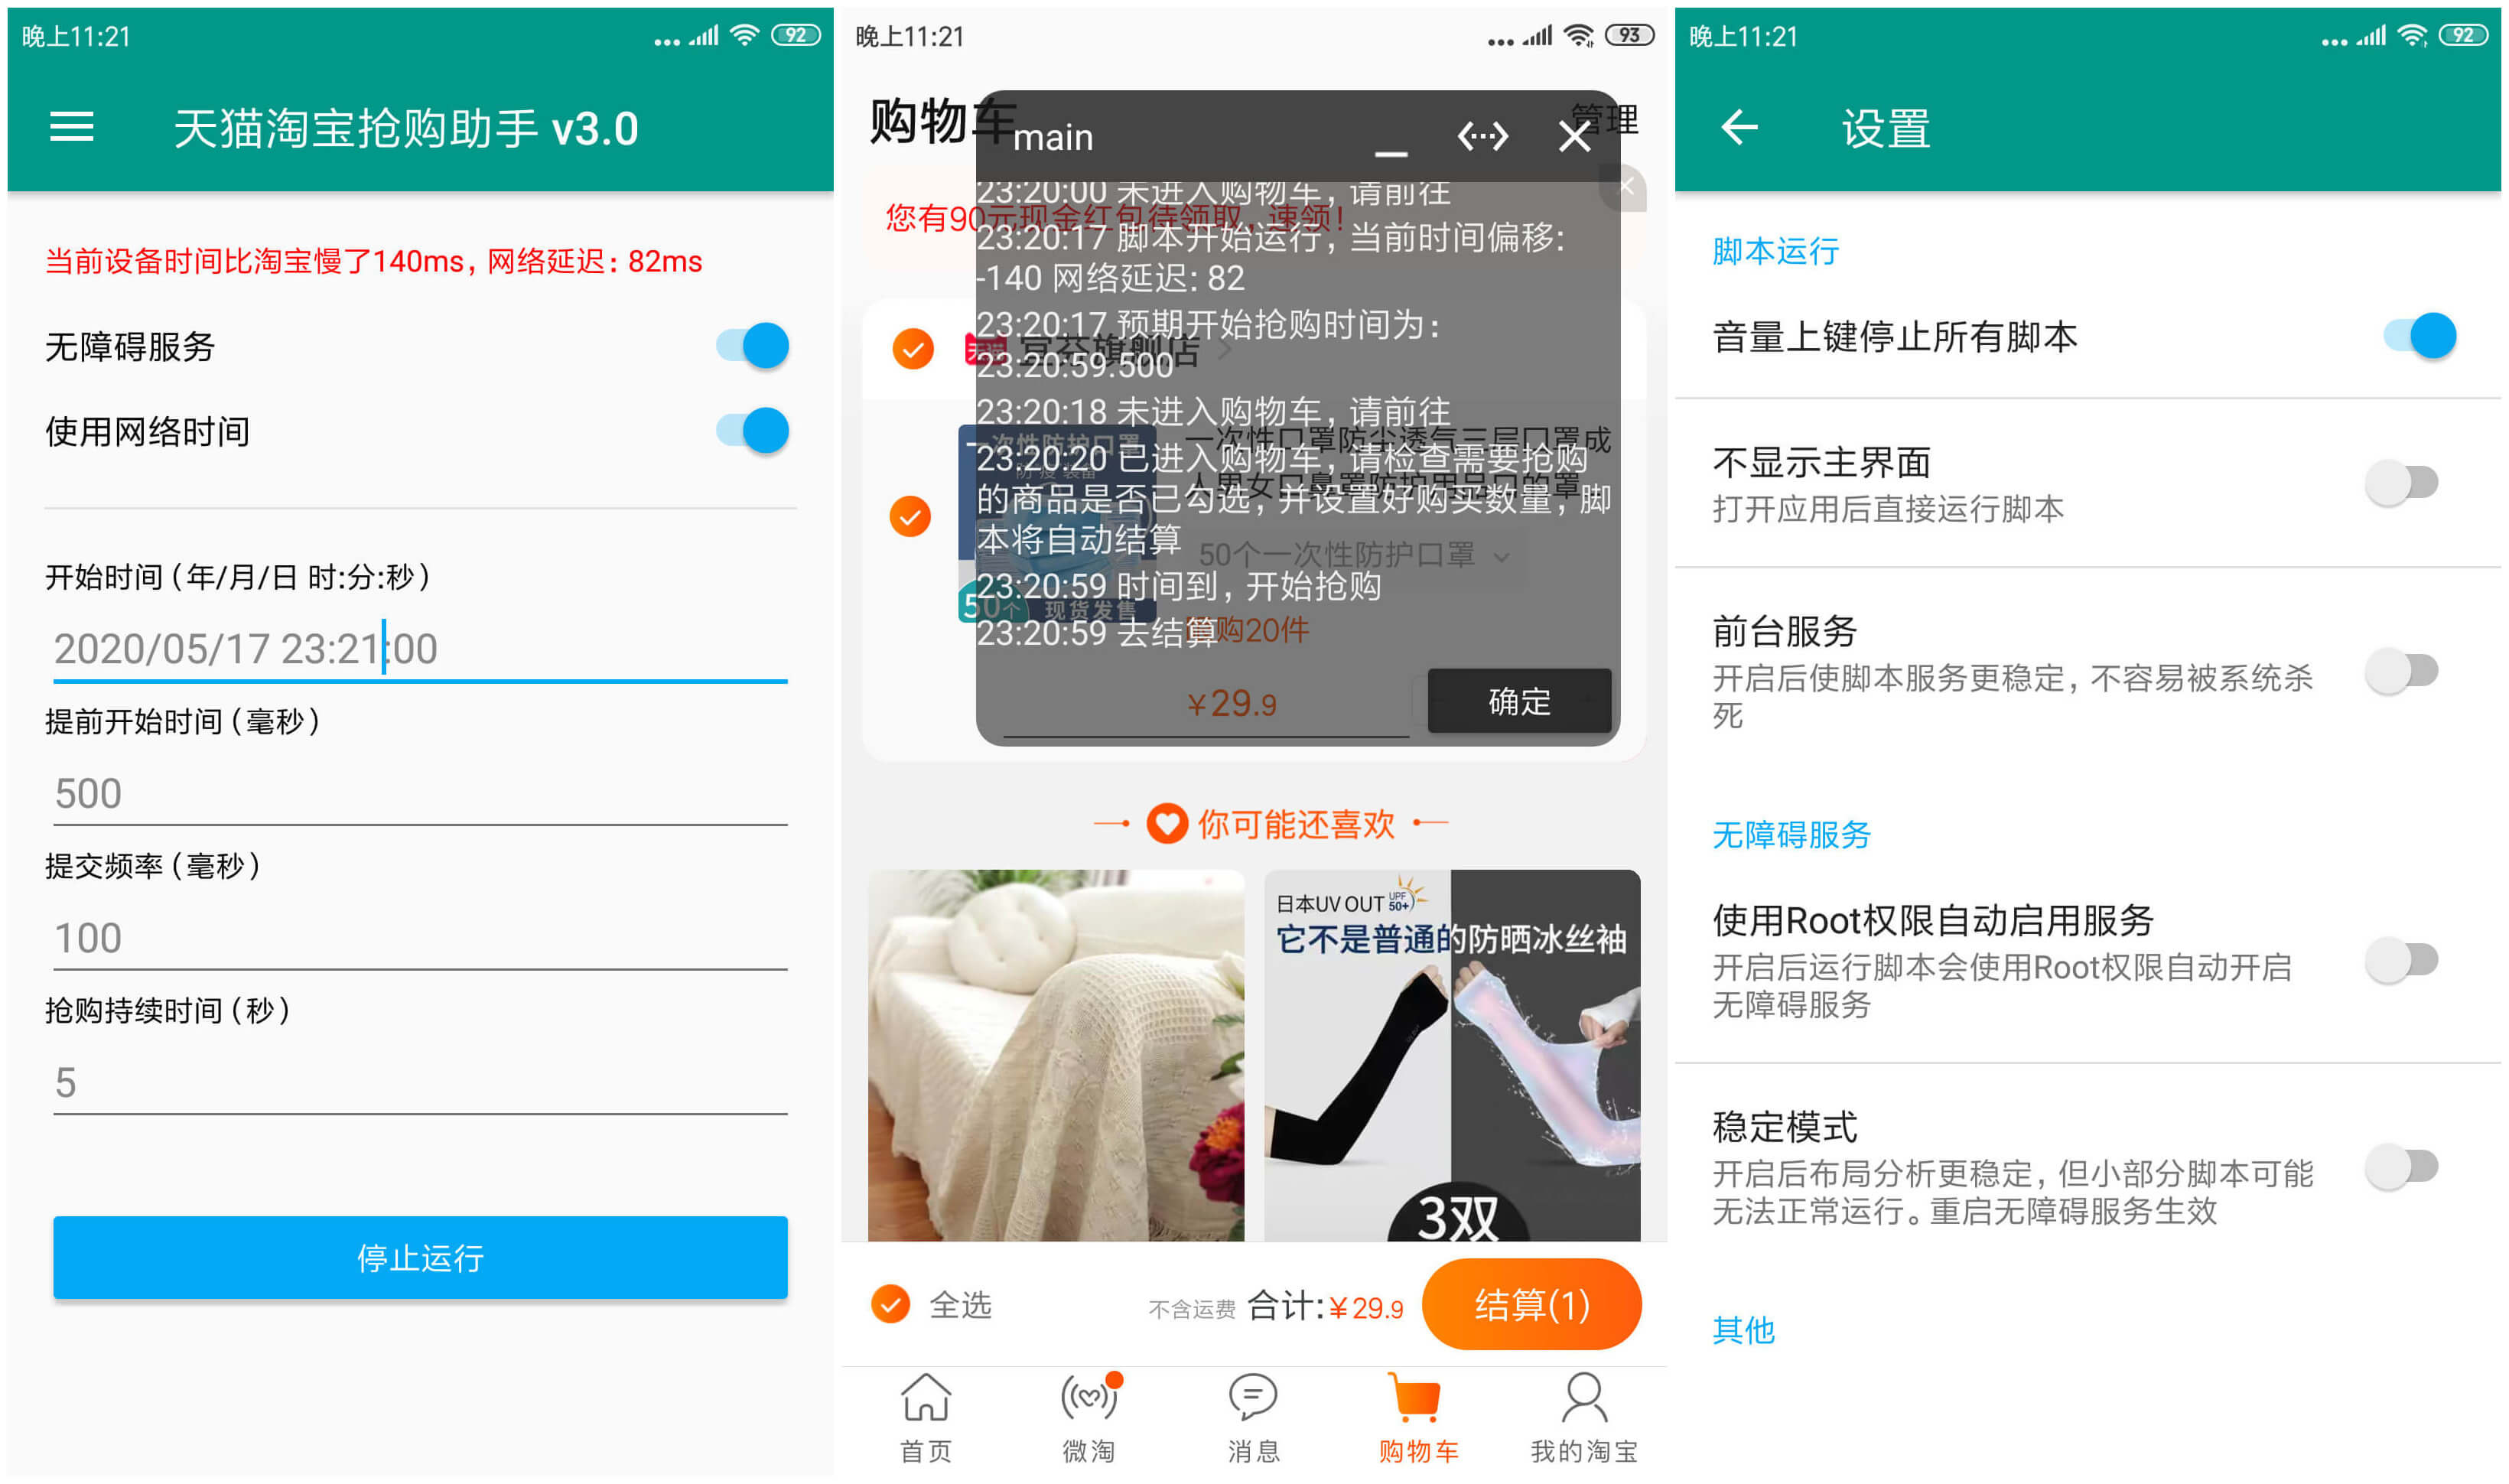 晚上11:21
92
天猫淘宝抢购助手 v3.0
当前设备时间比淘宝慢了140ms, 网络延迟: 82ms
无障碍服务
使用网络时间
开始时间 (年/月/日 时:分:秒)
2020/05/17 23:21:00
提前开始时间 (毫秒)
500
提交频率 (毫秒)
100
抢购持续时间 (秒)
5
停止运行
晚上11:21
93
购物车
管理
main
您有90元现金红包待领取, 速领!
23:20:00 未进入购物车, 请前往
23:20:17 脚本开始运行, 当前时间偏移:
-140 网络延迟: 82
23:20:17 预期开始抢购时间为:
23:20:59.500
23:20:18 未进入购物车, 请前往
23:20:20 已进入购物车, 请检查需要抢购
的商品是否已勾选, 并设置好购买数量, 脚
本将自动结算
23:20:59 时间到, 开始抢购
23:20:59 去结算
天猫
旗舰店
一次性防护口罩
一次性口罩防尘透气三层口罩成
50个一次性防护口罩
50个
现货发售
限购20件
¥29.9
确定
你可能还喜欢
日本UV OUT UPF 50+
它不是普通的防晒冰丝袖
3双
全选
不含运费 合计:¥29.9
结算(1)
首页
微淘
消息
购物车
我的淘宝
晚上11:21
92
设置
脚本运行
音量上键停止所有脚本
不显示主界面
打开应用后直接运行脚本
前台服务
开启后使脚本服务更稳定, 不容易被系统杀
死
无障碍服务
使用Root权限自动启用服务
开启后运行脚本会使用Root权限自动开启
无障碍服务
稳定模式
开启后布局分析更稳定, 但小部分脚本可能
无法正常运行。重启无障碍服务生效
其他